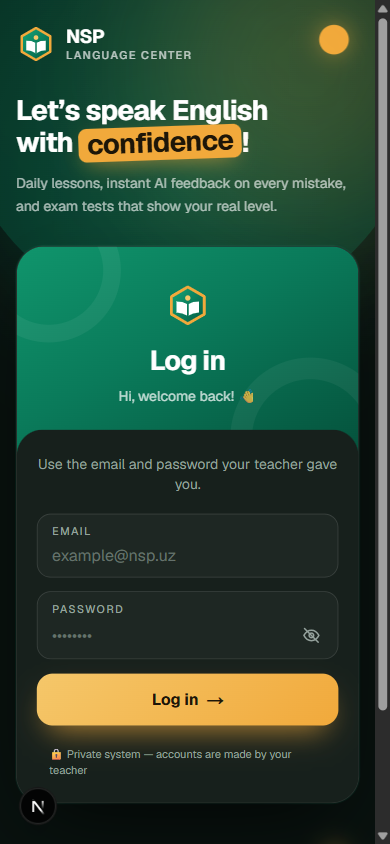 NSP
LANGUAGE CENTER
Let’s speak English
with confidence!
Daily lessons, instant AI feedback on every mistake,
and exam tests that show your real level.
Log in
Hi, welcome back! 👋
Use the email and password your teacher gave
you.
EMAIL
example@nsp.uz
PASSWORD
••••••••
Log in →
🔒 Private system — accounts are made by your
teacher
N